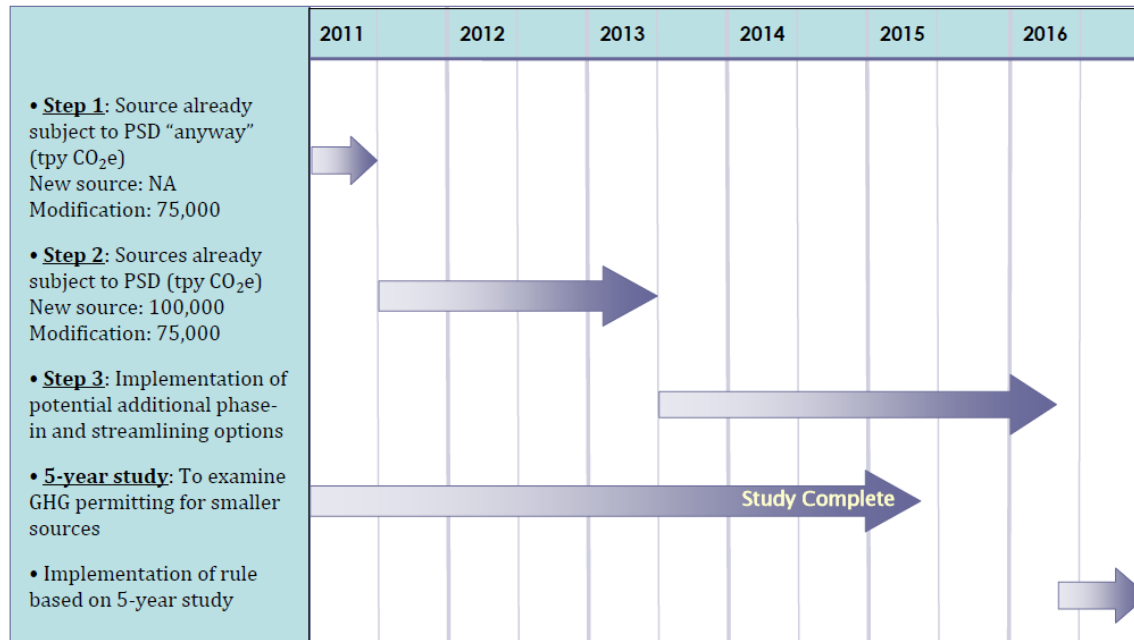 2011 2012 2013 2014 2015 2016
• Step 1: Source already
subject to PSD “anyway”
(tpy CO₂e)
New source: NA
Modification: 75,000
• Step 2: Sources already
subject to PSD (tpy CO₂e)
New source: 100,000
Modification: 75,000
• Step 3: Implementation of
potential additional phase-
in and streamlining options
• 5-year study: To examine
GHG permitting for smaller
sources
Study Complete
• Implementation of rule
based on 5-year study